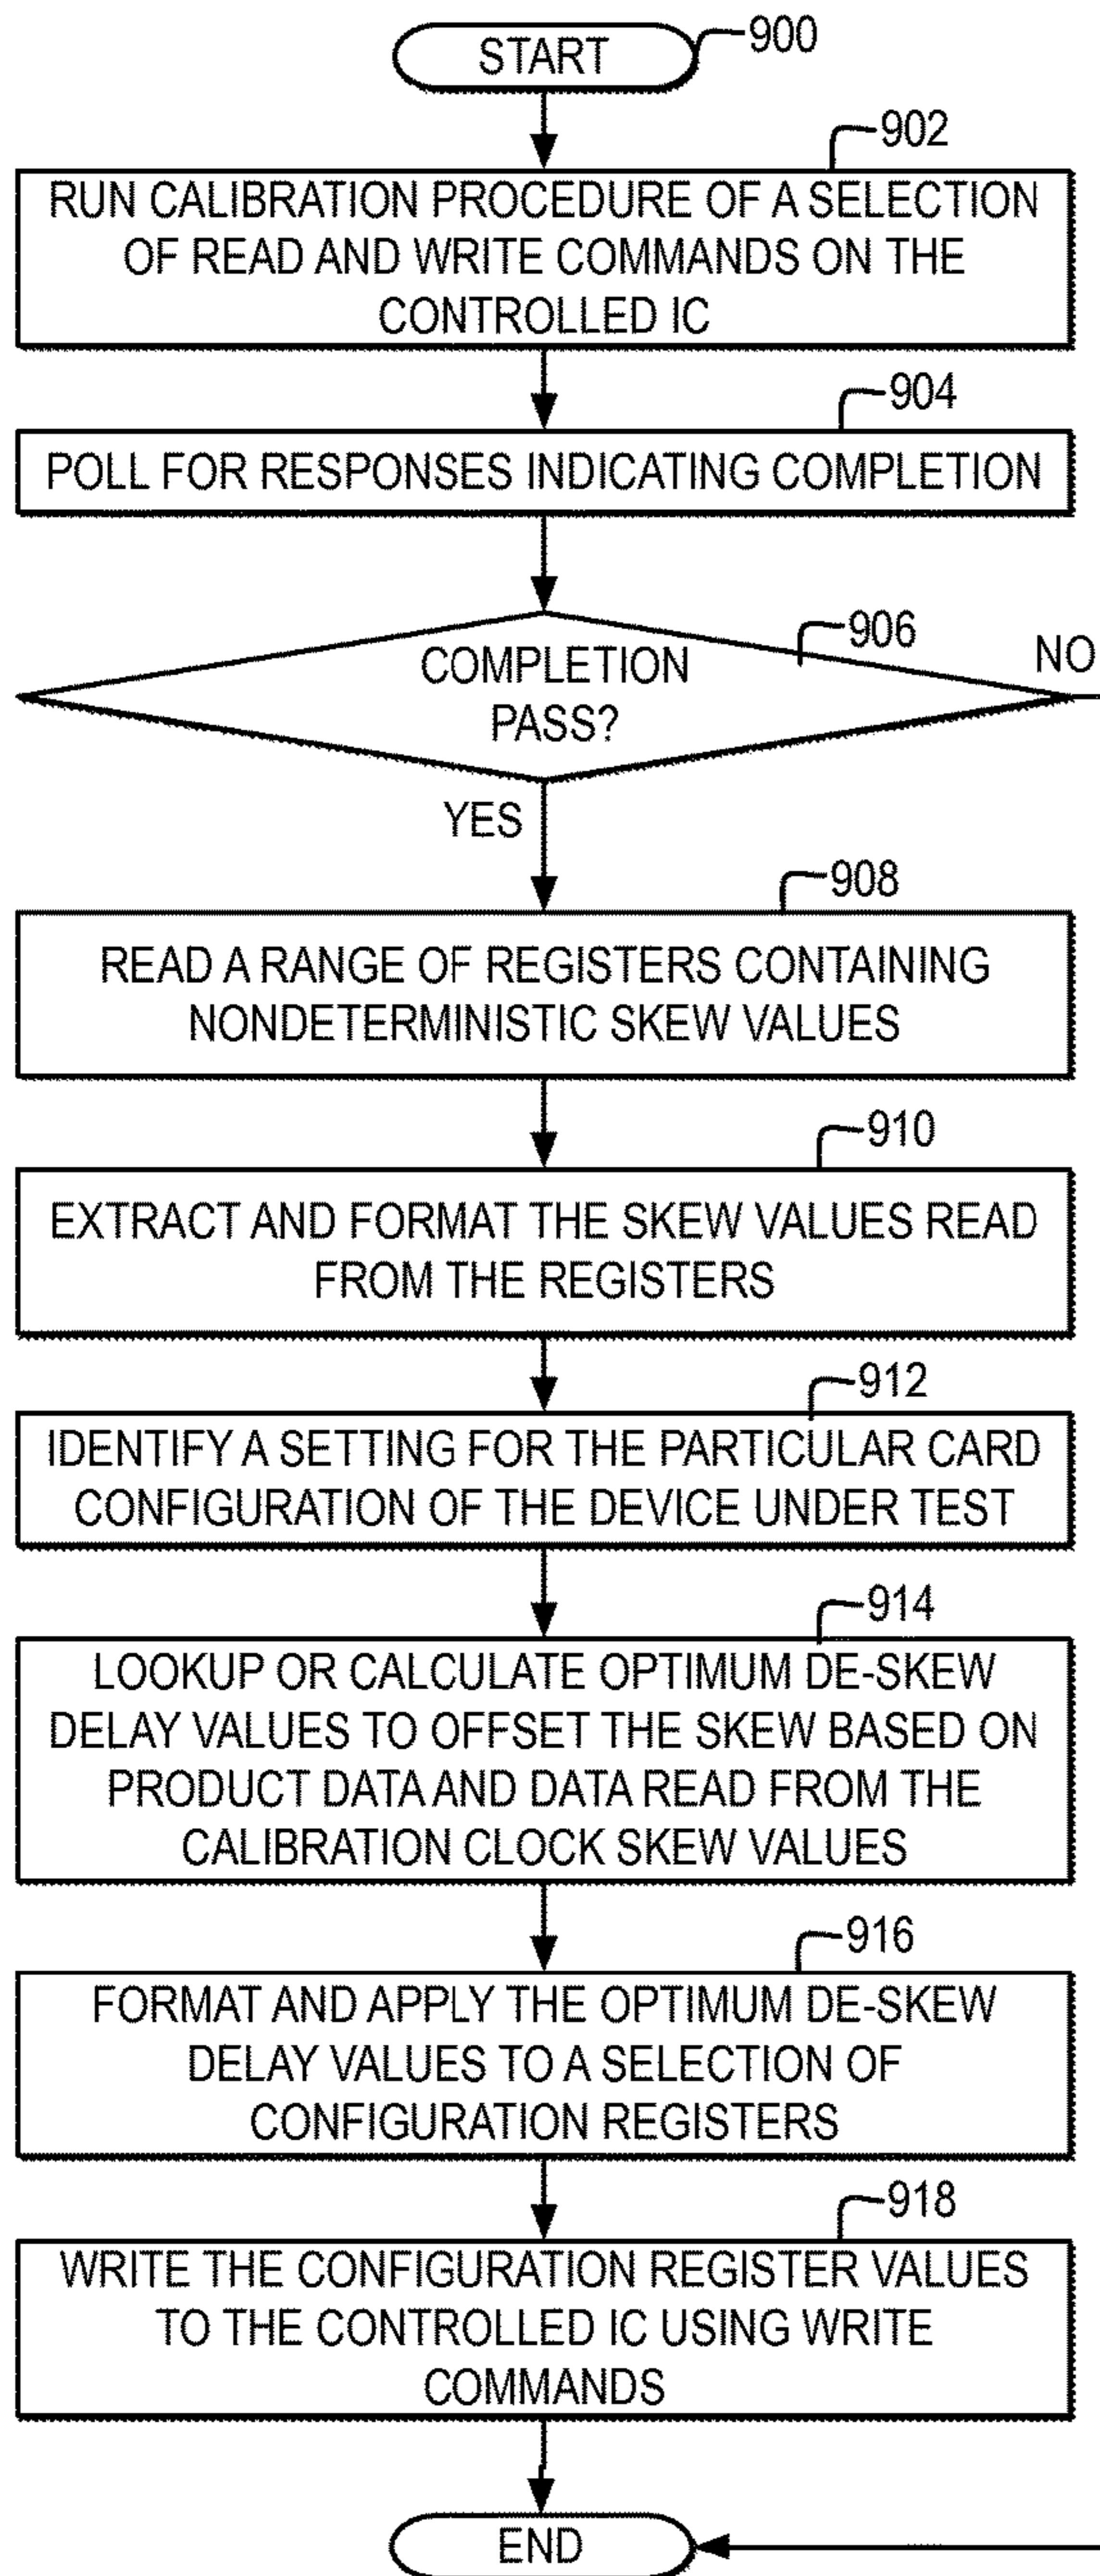 START
900
902
RUN CALIBRATION PROCEDURE OF A SELECTION
OF READ AND WRITE COMMANDS ON THE
CONTROLLED IC
904
POLL FOR RESPONSES INDICATING COMPLETION
906
COMPLETION
PASS?
NO
YES
908
READ A RANGE OF REGISTERS CONTAINING
NONDETERMINISTIC SKEW VALUES
910
EXTRACT AND FORMAT THE SKEW VALUES READ
FROM THE REGISTERS
912
IDENTIFY A SETTING FOR THE PARTICULAR CARD
CONFIGURATION OF THE DEVICE UNDER TEST
914
LOOKUP OR CALCULATE OPTIMUM DE-SKEW
DELAY VALUES TO OFFSET THE SKEW BASED ON
PRODUCT DATA AND DATA READ FROM THE
CALIBRATION CLOCK SKEW VALUES
916
FORMAT AND APPLY THE OPTIMUM DE-SKEW
DELAY VALUES TO A SELECTION OF
CONFIGURATION REGISTERS
918
WRITE THE CONFIGURATION REGISTER VALUES
TO THE CONTROLLED IC USING WRITE
COMMANDS
END